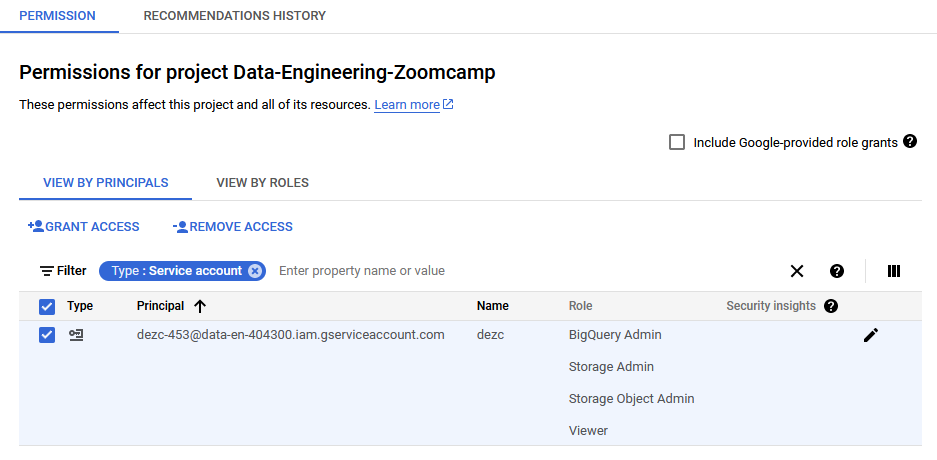 PERMISSION RECOMMENDATIONS HISTORY
Permissions for project Data-Engineering-Zoomcamp
These permissions affect this project and all of its resources. Learn more
Include Google-provided role grants ?
VIEW BY PRINCIPALS VIEW BY ROLES
GRANT ACCESS REMOVE ACCESS
Filter Type : Service account Enter property name or value ?
Type Principal Name Role Security insights ?
dezc-453@data-en-404300.iam.gserviceaccount.com dezc BigQuery Admin
Storage Admin
Storage Object Admin
Viewer